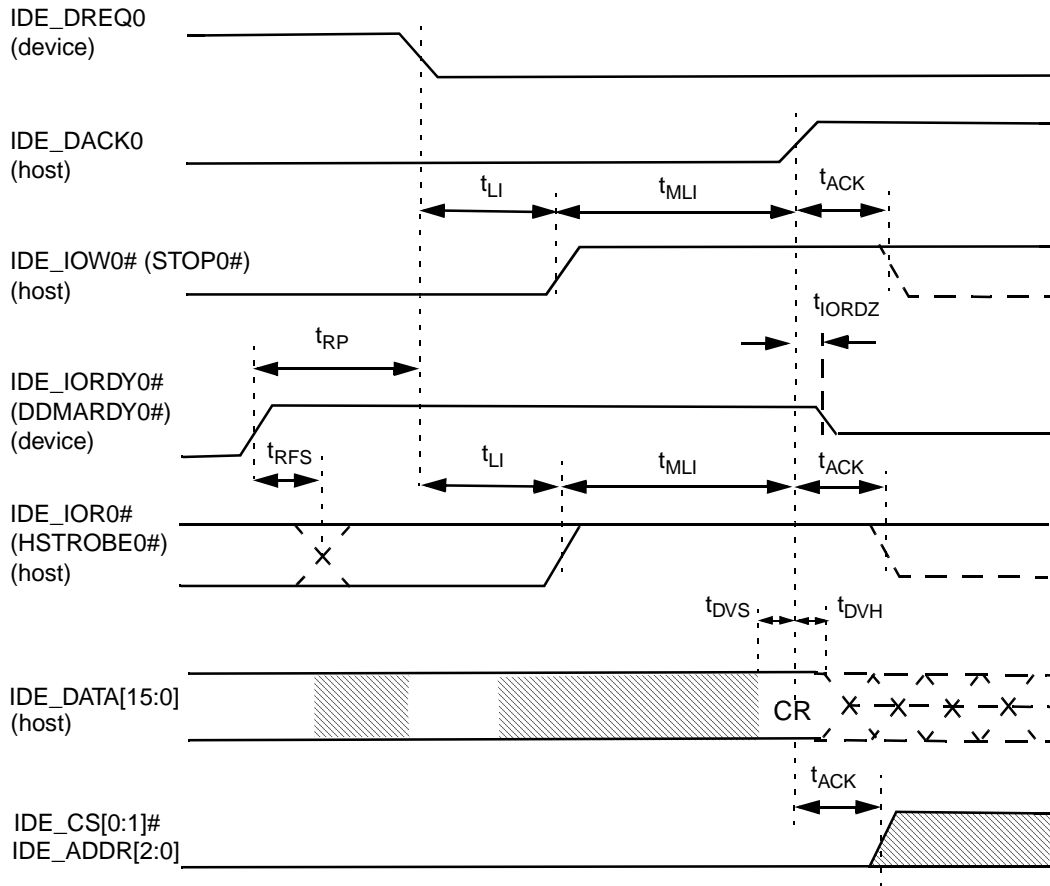 IDE_DREQ0
(device)
IDE_DACK0
(host)
tLI
tMLI
tACK
IDE_IOW0# (STOP0#)
(host)
tIORDZ
tRP
IDE_IORDY0#
(DDMARDY0#)
(device)
tRFS
tLI
tMLI
tACK
IDE_IOR0#
(HSTROBE0#)
(host)
tDVS
tDVH
IDE_DATA[15:0]
(host)
CR
tACK
IDE_CS[0:1]#
IDE_ADDR[2:0]